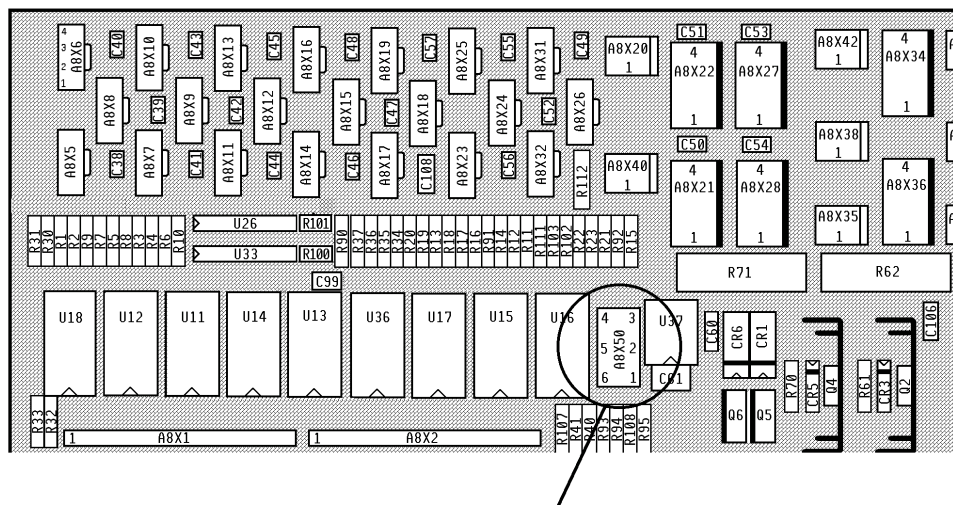 C51 C53
4 3 2 1 A8X6 C40 A8X10 C43 A8X13 C45 A8X16 C48 A8X19 C57 A8X25 C55 A8X31 C49 A8X20 1 4 A8X22 1 4 A8X27 1 A8X42 1 4 A8X34 1
A8X8 C39 A8X9 C42 A8X12 A8X15 C47 A8X18 A8X24 C52 A8X26
C50 C54 A8X38 1
A8X5 C38 A8X7 C41 A8X11 C44 A8X14 C46 A8X17 C108 A8X23 C56 A8X32 R112 A8X40 1 4 A8X21 1 4 A8X28 1 4 A8X36 1
A8X35 1
R31 R30 R1 R2 R9 R7 R5 R8 R3 R4 R6 R10 U26 R101 R90 R37 R36 R35 R34 R20 R19 R13 R18 R17 R16 R91 R14 R12 R11 R111 R103 R102 R22 R23 R21 R92 R15
U33 R100
C99 R71 R62
U18 U12 U11 U14 U13 U36 U17 U15 U16 4 3 5 2 6 1 A8X50 U37 C60 CR6 CR1 C106
C61 R70 CR5 Q4 R61 CR3 Q2
R33 R32 1 A8X1 1 A8X2 R107 R41 R40 R93 R94 R108 R95 Q6 Q5